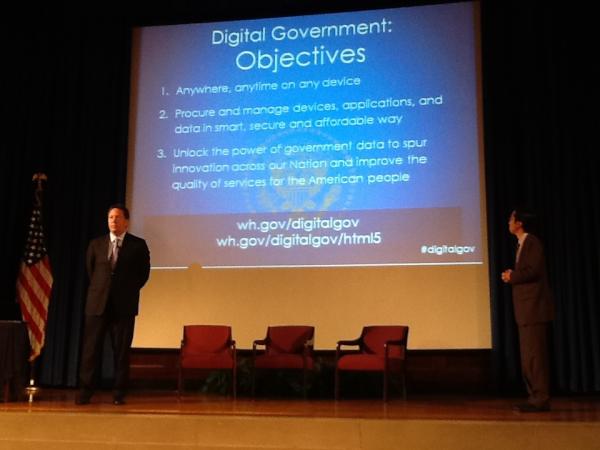 Digital Government:
Objectives
1. Anywhere, anytime on any device
2. Procure and manage devices, applications, and
data in smart, secure and affordable way
3. Unlock the power of government data to spur
innovation across our Nation and improve the
quality of services for the American people
wh.gov/digitalgov
wh.gov/digitalgov/html5
#digitalgov